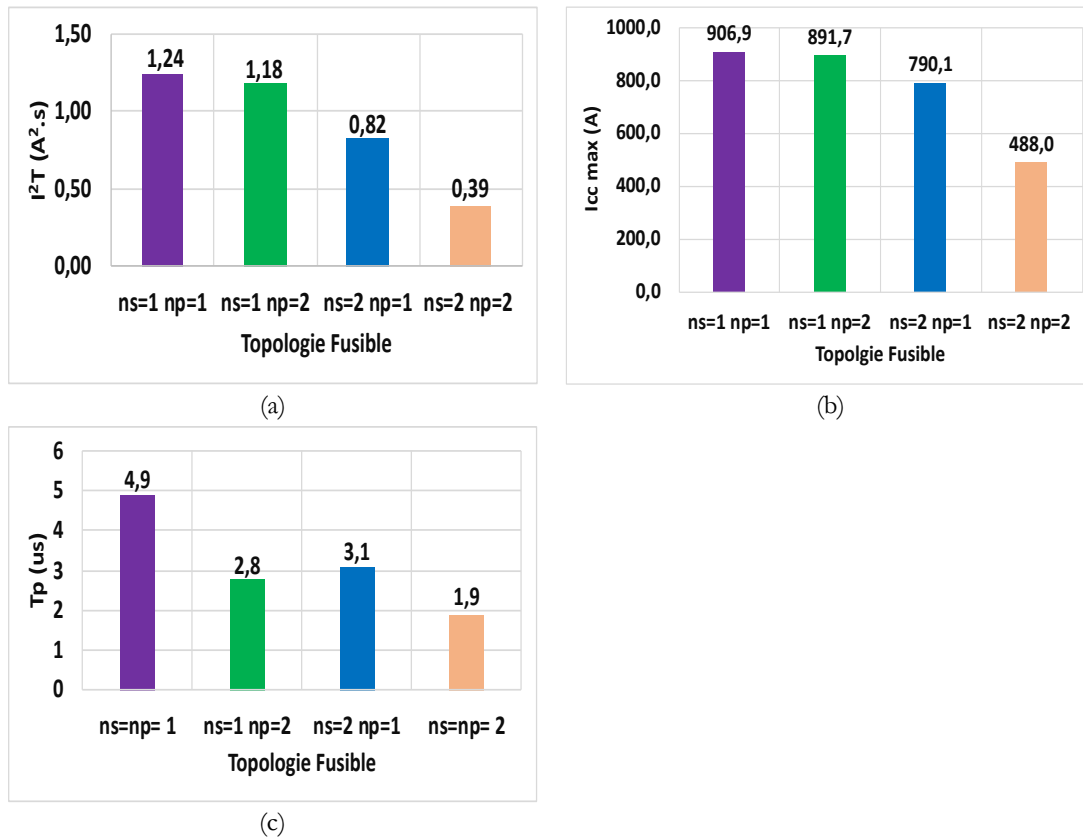 1,50
1,24
1,18
1,00
0,82
0,50
0,39
0,00
I²T (A².s)
ns=1 np=1 ns=1 np=2 ns=2 np=1 ns=2 np=2
Topologie Fusible
(a)
1000,0
906,9
891,7
790,1
800,0
600,0
488,0
400,0
200,0
0,0
Icc max (A)
ns=1 np=1 ns=1 np=2 ns=2 np=1 ns=2 np=2
Topolgie Fusible
(b)
6
5
4,9
4
3
2,8
3,1
2
1,9
1
0
Tp (us)
ns=np= 1 ns=1 np=2 ns=2 np=1 ns=np= 2
Topologie Fusible
(c)